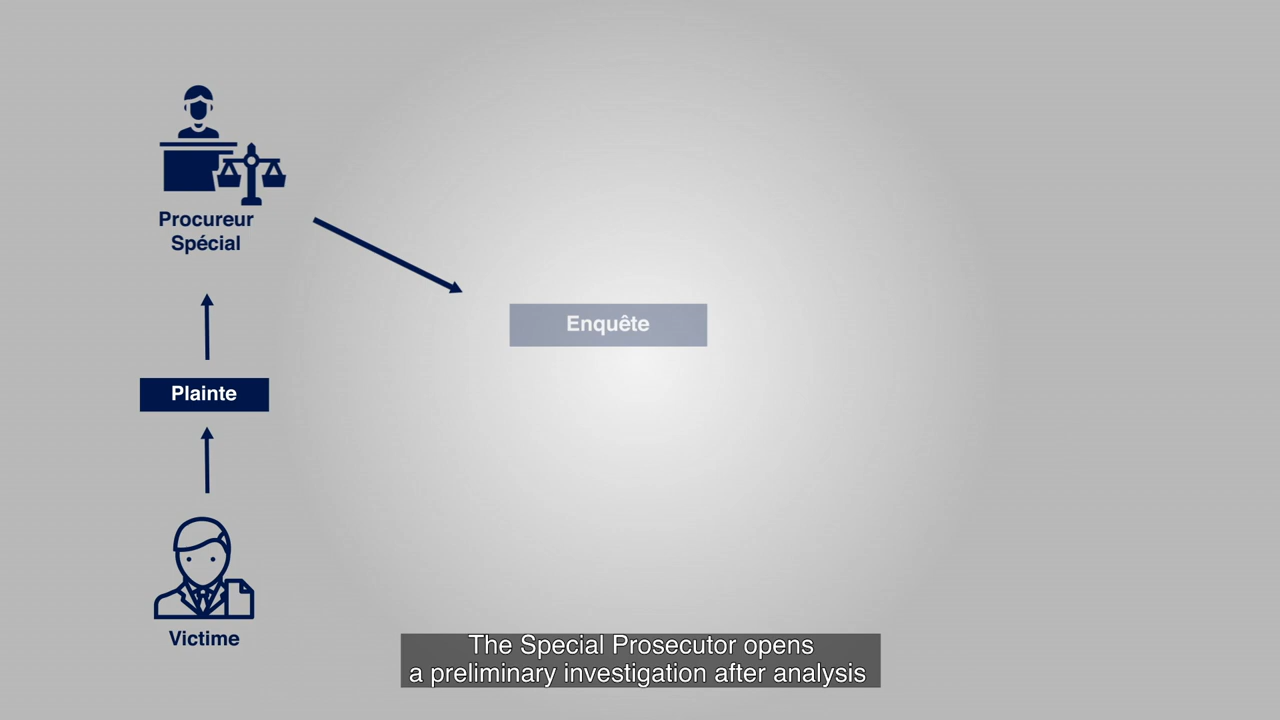 Procureur
Spécial
Enquête
Plainte
Victime
The Special Prosecutor opens
a preliminary investigation after analysis